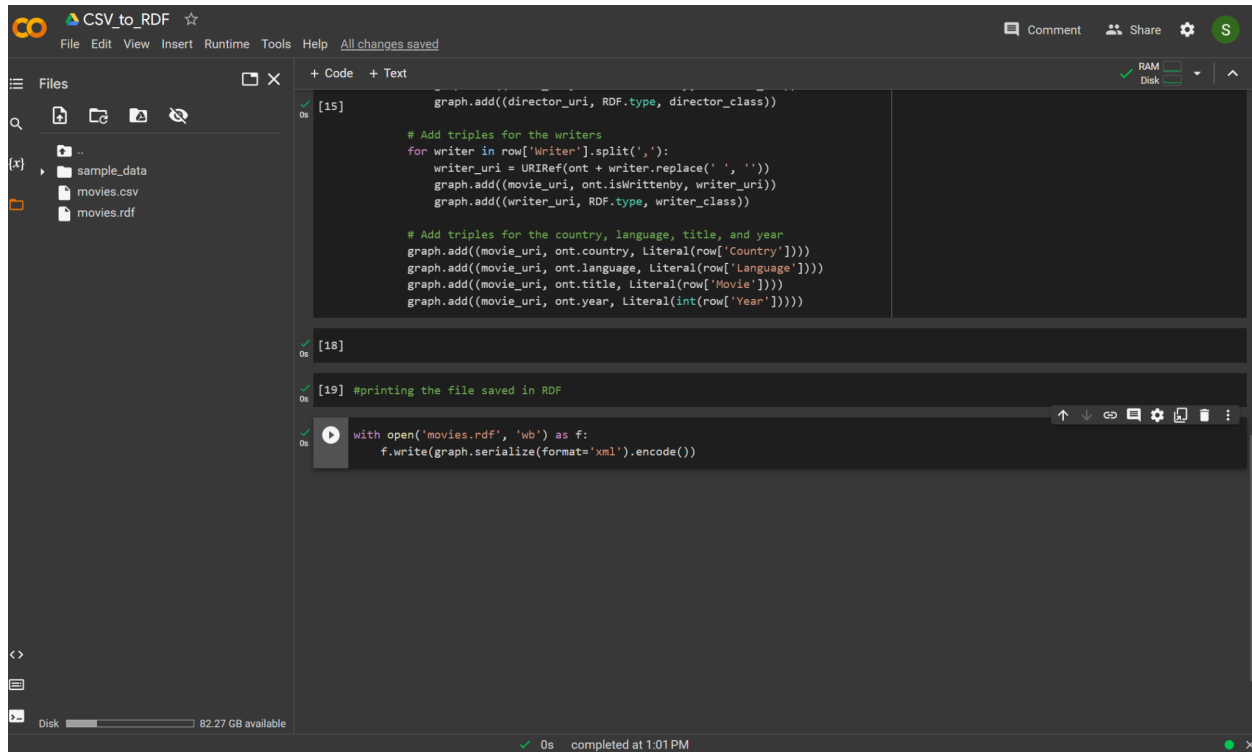 CSV_to_RDF
Comment Share S
File Edit View Insert Runtime Tools Help All changes saved
Files
+ Code + Text
RAM
Disk
[15] graph.add((director_uri, RDF.type, director_class))
0s
# Add triples for the writers
for writer in row['Writer'].split(','):
writer_uri = URIRef(ont + writer.replace(' ', ''))
graph.add((movie_uri, ont.isWrittenby, writer_uri))
graph.add((writer_uri, RDF.type, writer_class))
# Add triples for the country, language, title, and year
graph.add((movie_uri, ont.country, Literal(row['Country'])))
graph.add((movie_uri, ont.language, Literal(row['Language'])))
graph.add((movie_uri, ont.title, Literal(row['Movie'])))
graph.add((movie_uri, ont.year, Literal(int(row['Year']))))
..
{x}
sample_data
movies.csv
movies.rdf
[18]
0s
[19] #printing the file saved in RDF
0s
with open('movies.rdf', 'wb') as f:
0s
f.write(graph.serialize(format='xml').encode())
Disk 82.27 GB available
0s completed at 1:01 PM